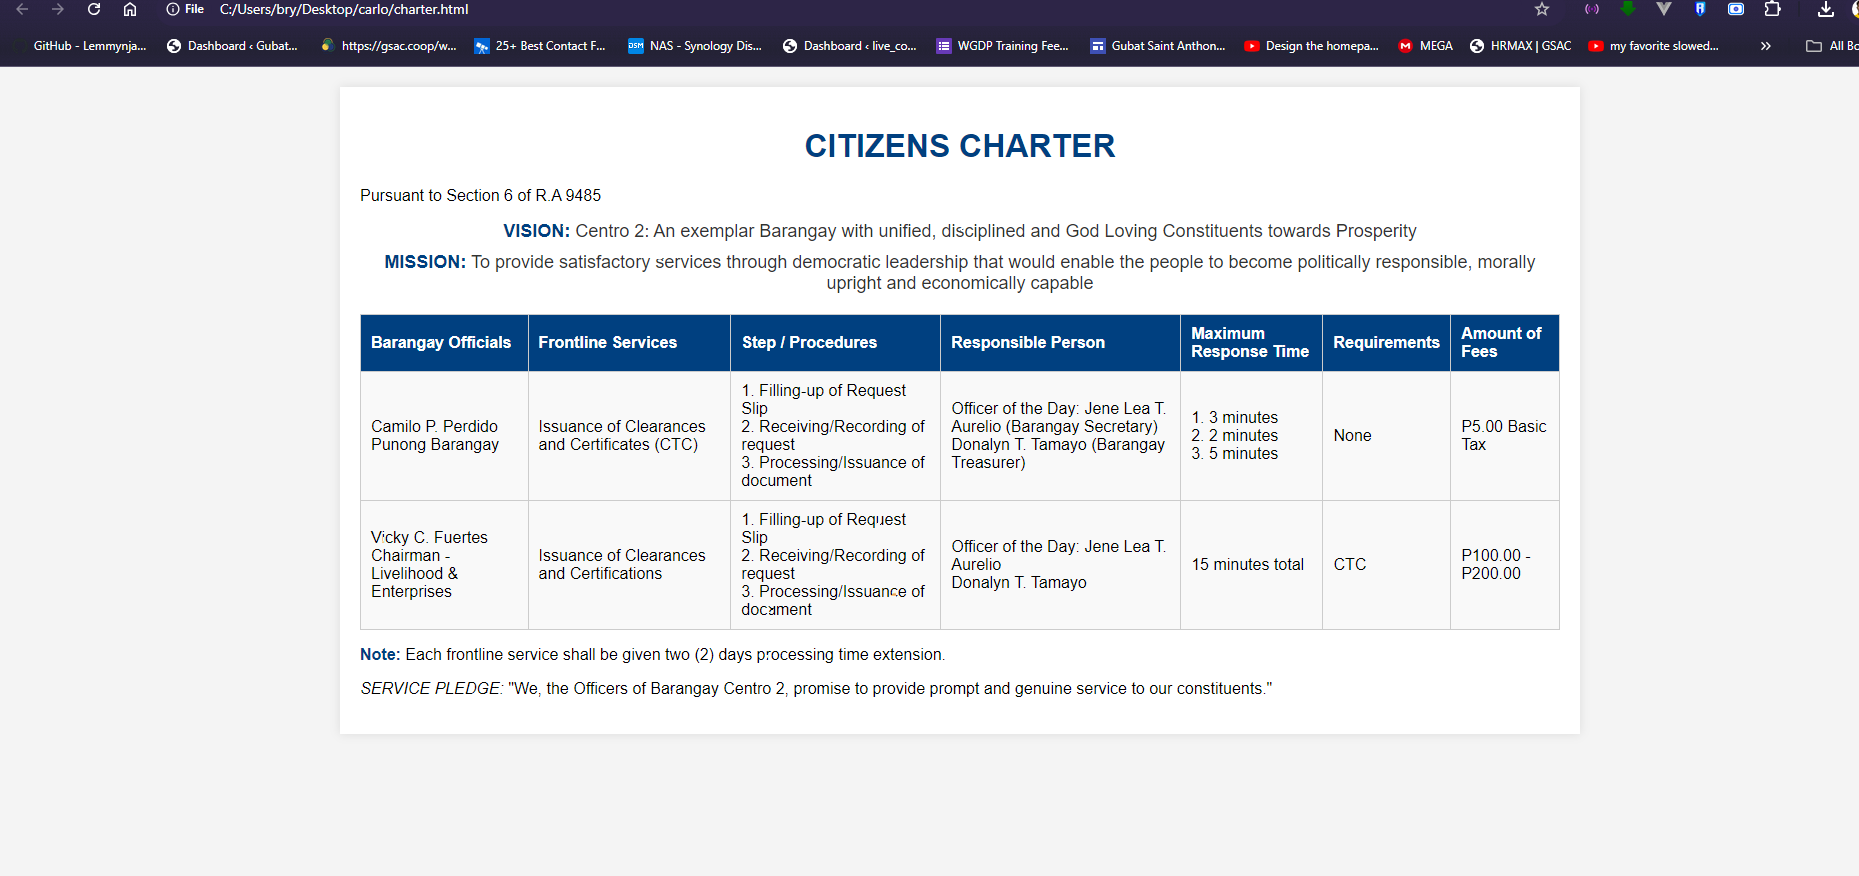 File C:/Users/bry/Desktop/carlo/charter.html
GitHub - Lemmynja... Dashboard ‹ Gubat... https://gsac.coop/w... 25+ Best Contact F... DSM NAS - Synology Dis... Dashboard ‹ live_co... WGDP Training Fee... Gubat Saint Anthon... Design the homepa... MEGA HRMAX | GSAC my favorite slowed... » All Bo
CITIZENS CHARTER
Pursuant to Section 6 of R.A 9485
VISION: Centro 2: An exemplar Barangay with unified, disciplined and God Loving Constituents towards Prosperity
MISSION: To provide satisfactory services through democratic leadership that would enable the people to become politically responsible, morally
upright and economically capable
Barangay Officials
Frontline Services
Step / Procedures
Responsible Person
Maximum
Response Time
Requirements
Amount of
Fees
Camilo P. Perdido
Punong Barangay
Issuance of Clearances
and Certificates (CTC)
1. Filling-up of Request
Slip
2. Receiving/Recording of
request
3. Processing/Issuance of
document
Officer of the Day: Jene Lea T.
Aurelio (Barangay Secretary)
Donalyn T. Tamayo (Barangay
Treasurer)
1. 3 minutes
2. 2 minutes
3. 5 minutes
None
P5.00 Basic
Tax
Vicky C. Fuertes
Chairman -
Livelihood &
Enterprises
Issuance of Clearances
and Certifications
1. Filling-up of Request
Slip
2. Receiving/Recording of
request
3. Processing/Issuance of
document
Officer of the Day: Jene Lea T.
Aurelio
Donalyn T. Tamayo
15 minutes total
CTC
P100.00 -
P200.00
Note: Each frontline service shall be given two (2) days processing time extension.
SERVICE PLEDGE: "We, the Officers of Barangay Centro 2, promise to provide prompt and genuine service to our constituents."